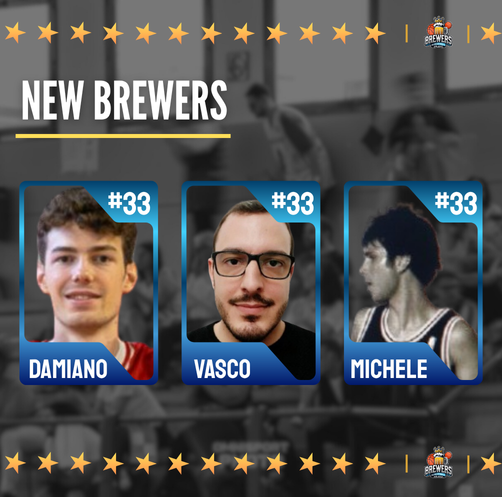 BREWERS
NEW BREWERS
#33
#33
#33
DAMIANO
VASCO
MICHELE
BREWERS